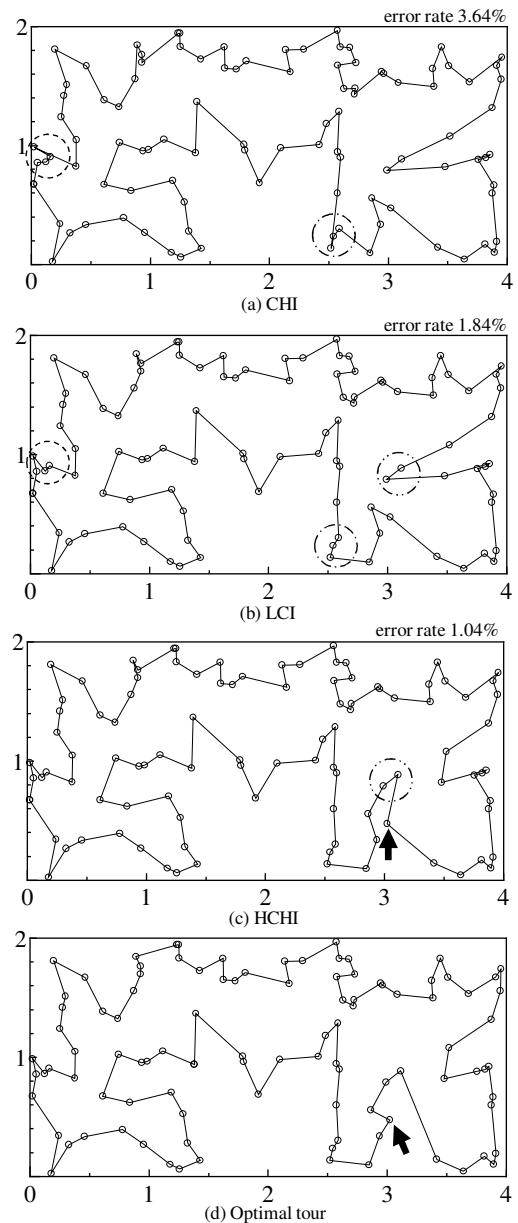 error rate 3.64%
2
1
0 1 2 3 4
(a) CHI
error rate 1.84%
2
1
0 1 2 3 4
(b) LCI
error rate 1.04%
2
1
0 1 2 3 4
(c) HCHI
2
1
0 1 2 3 4
(d) Optimal tour